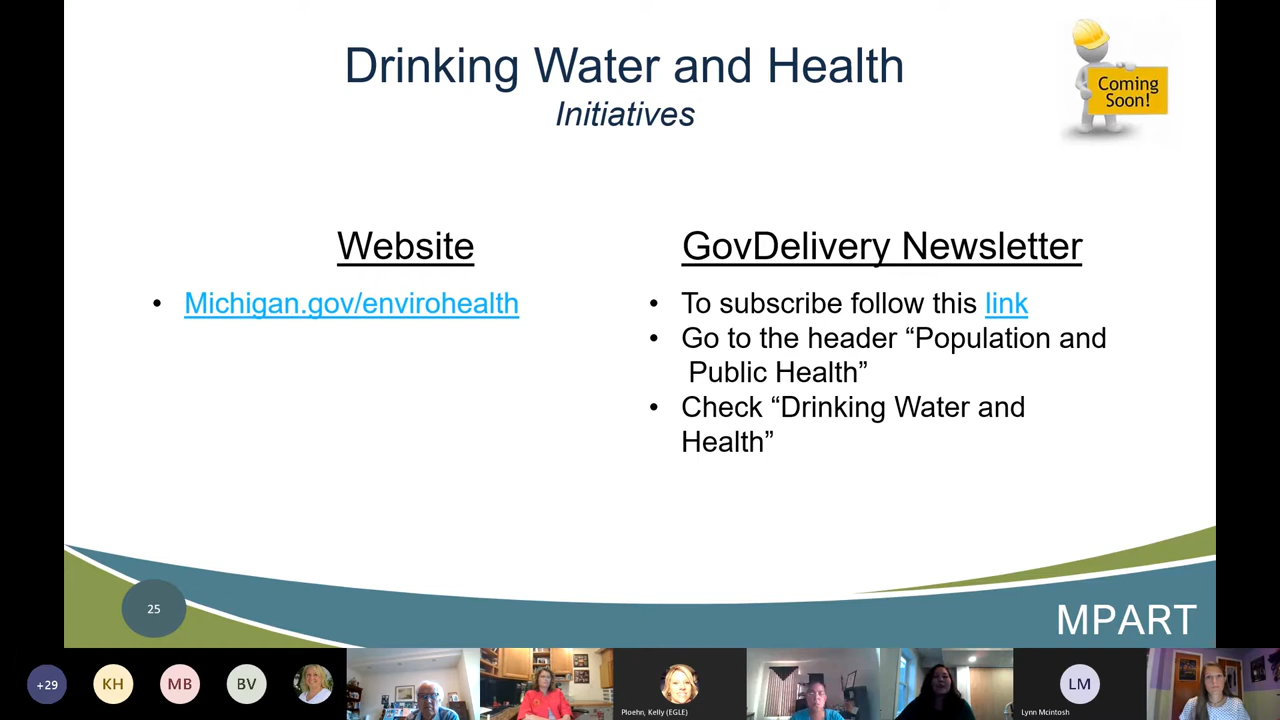 Drinking Water and Health
Initiatives
Coming
Soon!
Website
• Michigan.gov/envirohealth
GovDelivery Newsletter
• To subscribe follow this link
• Go to the header “Population and
Public Health”
• Check “Drinking Water and
Health”
25
MPART
+29
KH
MB
BV
Ploehn, Kelly (EGLE)
LM
Lynn Mcintosh